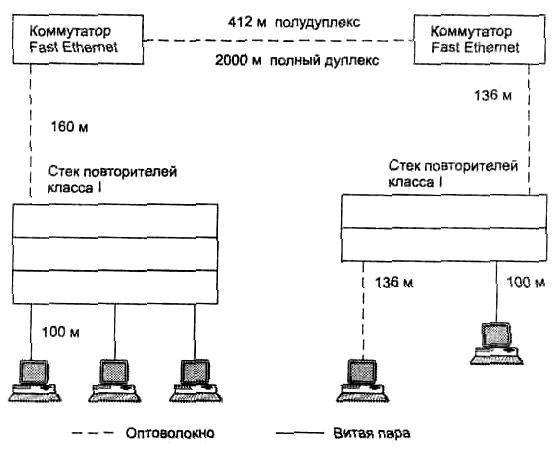 Коммутатор
Fast Ethernet
412 м полудуплекс
2000 м полный дуплекс
Коммутатор
Fast Ethernet
160 м
136 м
Стек повторителей
класса I
Стек повторителей
класса I
100 м
136 м
100 м
Оптоволокно
Витая пара